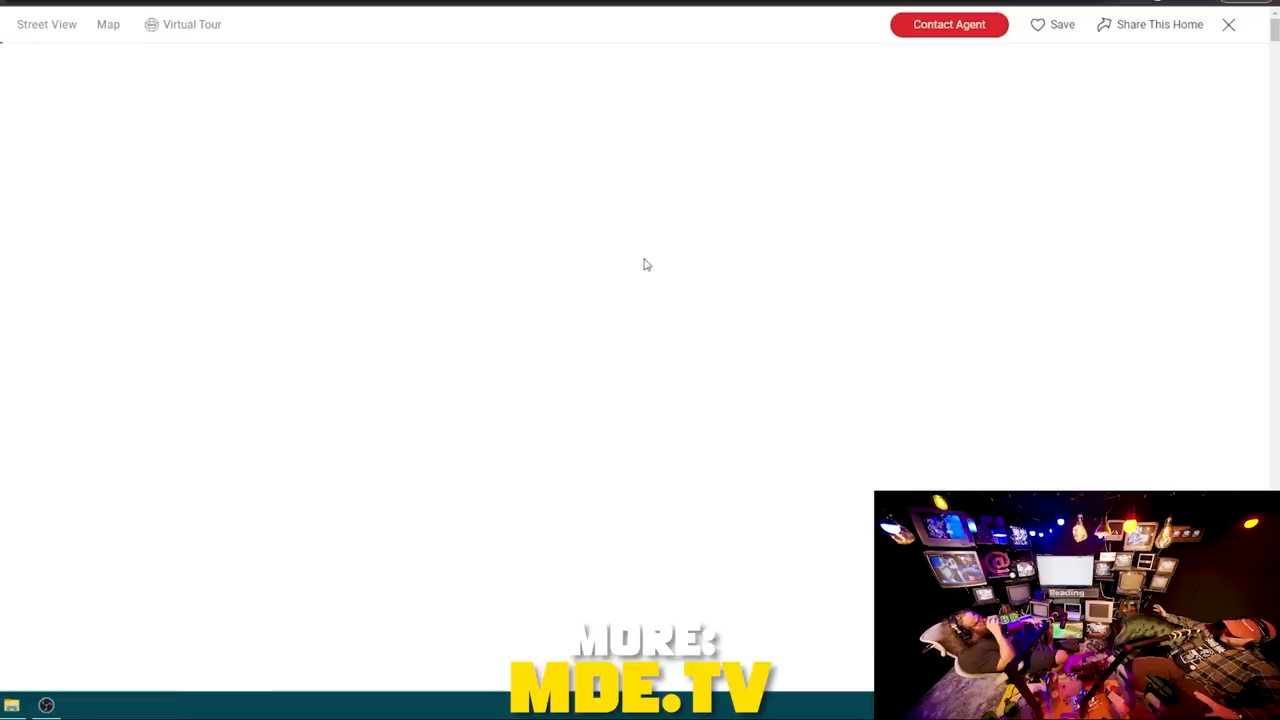 Street View Map Virtual Tour Contact Agent Save Share This Home
Reading
MORE:
MDE.TV